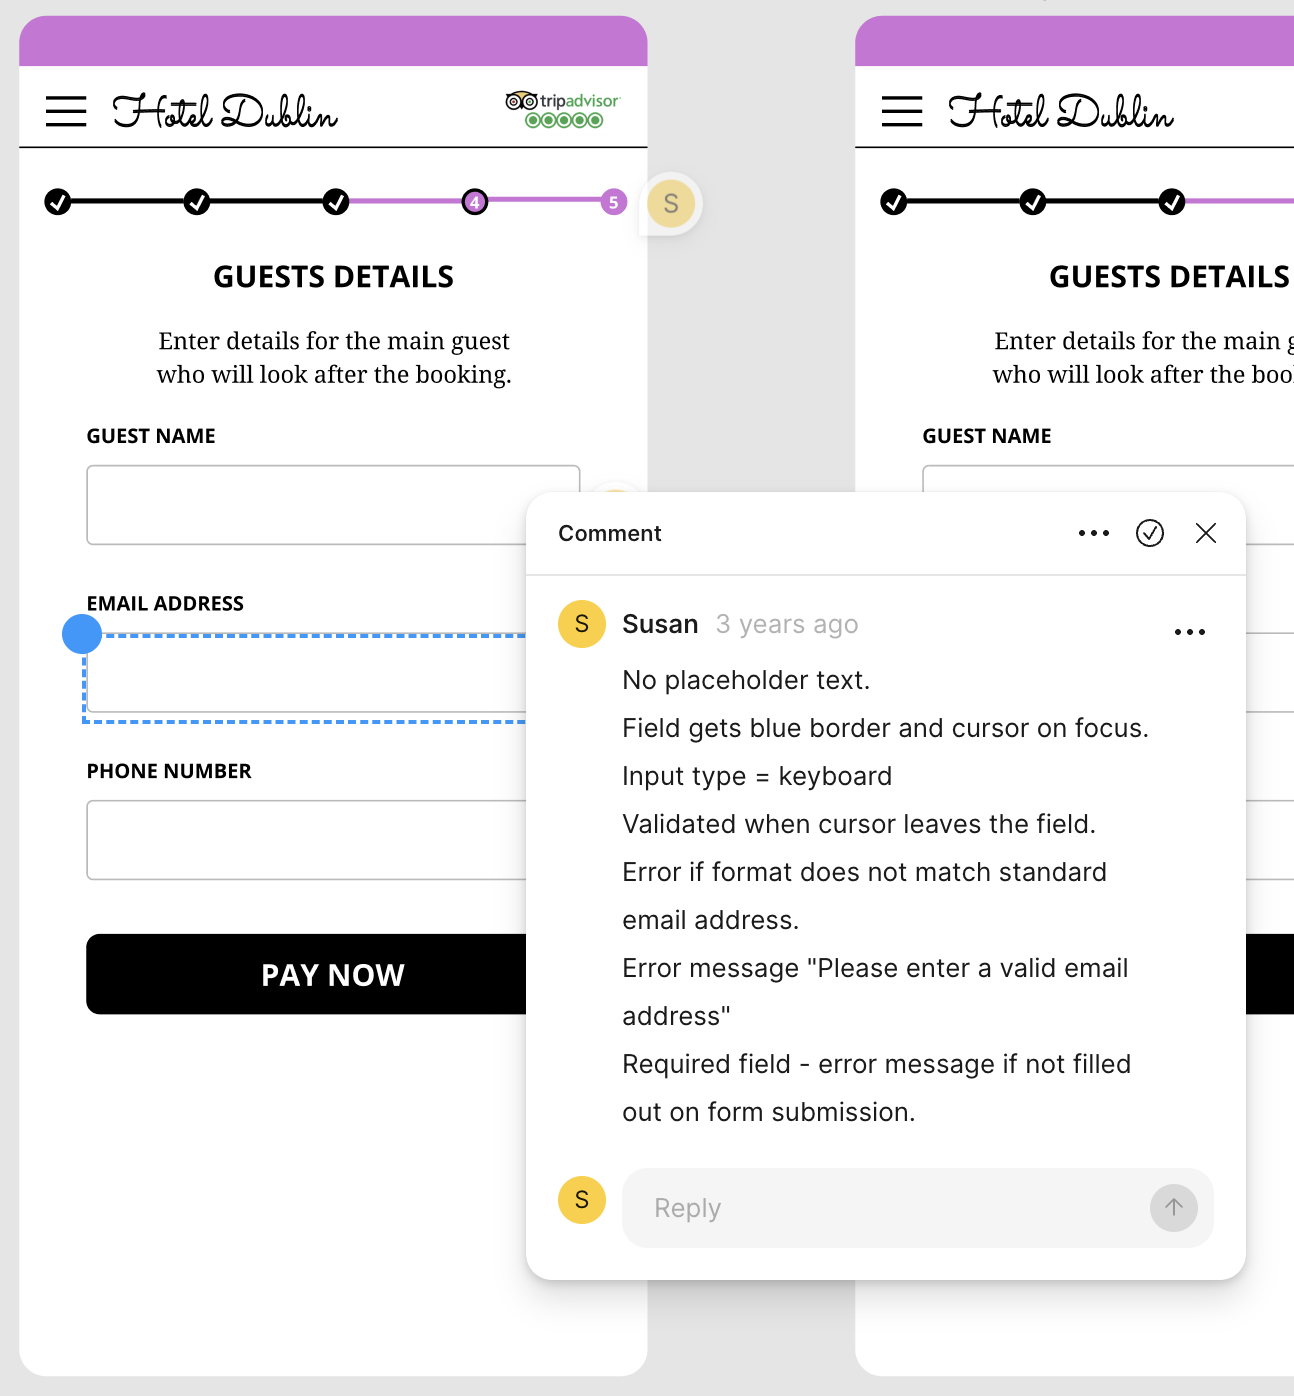 Hotel Dublin
tripadvisor
4
5
S
GUESTS DETAILS
Enter details for the main guest
who will look after the booking.
GUEST NAME
EMAIL ADDRESS
PHONE NUMBER
PAY NOW
Comment
S
Susan 3 years ago
No placeholder text.
Field gets blue border and cursor on focus.
Input type = keyboard
Validated when cursor leaves the field.
Error if format does not match standard
email address.
Error message "Please enter a valid email
address"
Required field - error message if not filled
out on form submission.
S
Reply
Hotel Dublin
GUESTS DETAILS
Enter details for the main
who will look after the
GUEST NAME